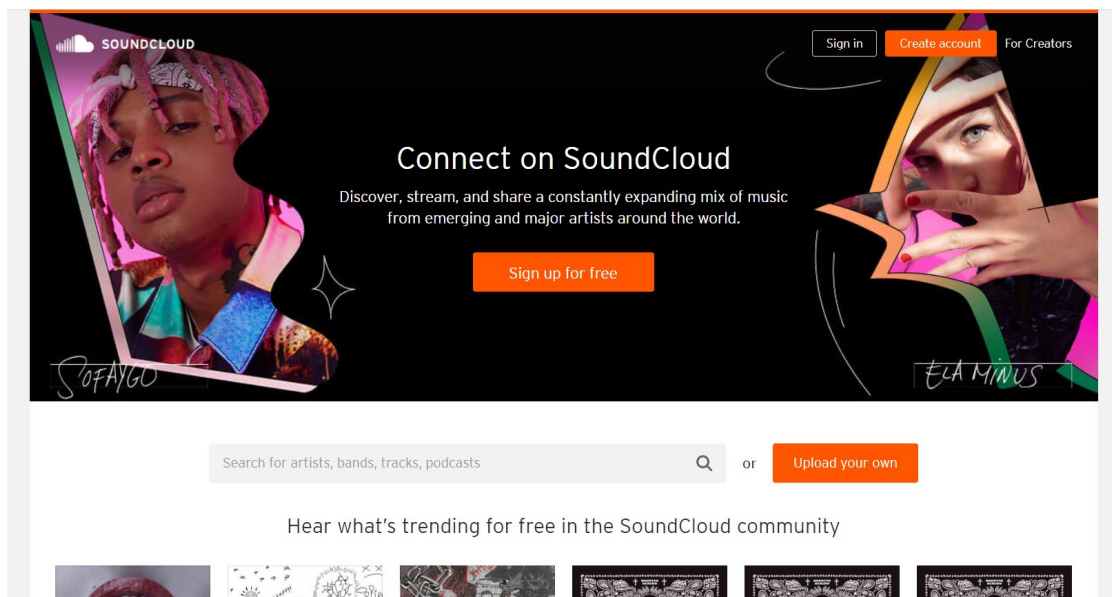 SOUNDCLOUD
Sign in
Create account
For Creators
Connect on SoundCloud
Discover, stream, and share a constantly expanding mix of music
from emerging and major artists around the world.
Sign up for free
SOFAYGO
ELA MINUS
Search for artists, bands, tracks, podcasts
or
Upload your own
Hear what’s trending for free in the SoundCloud community